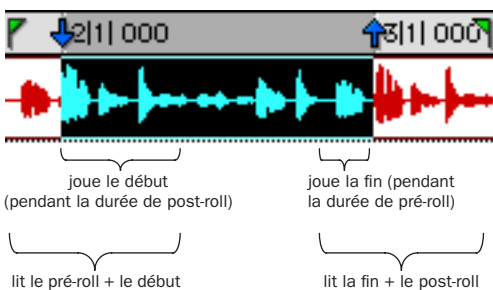 2|1| 000
3|1| 000
joue le début
(pendant la durée de post-roll)
joue la fin (pendant
la durée de pré-roll)
lit le pré-roll + le début
lit la fin + le post-roll